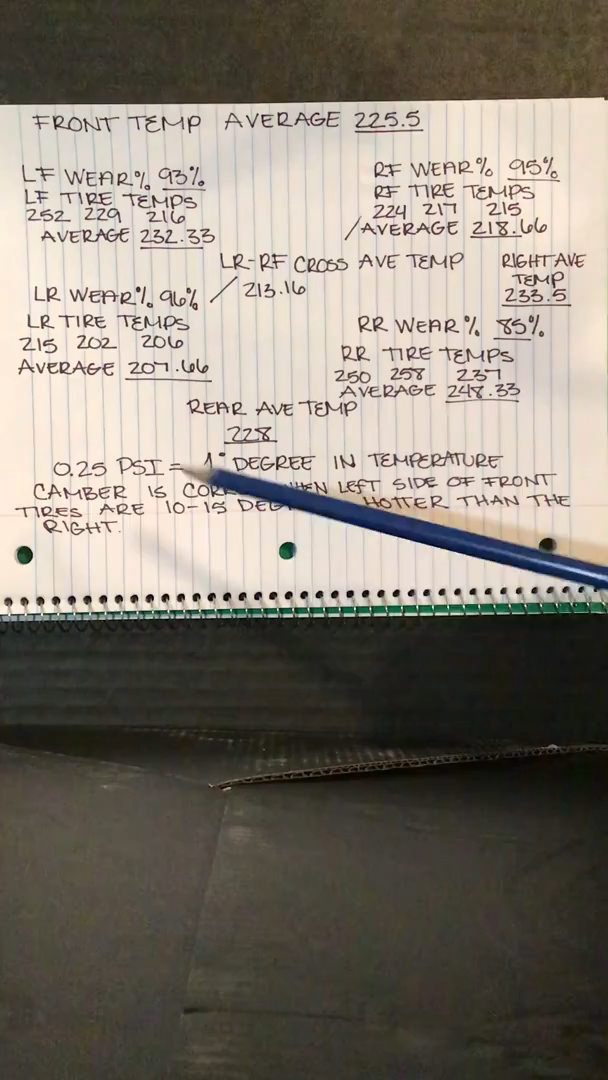 FRONT TEMP AVERAGE 225.5
LF WEAR% 93%
LF TIRE TEMPS
252 229 216
AVERAGE 232.33
RF WEAR% 95%
RF TIRE TEMPS
224 217 215
/AVERAGE 218.66
LR-RF CROSS AVE TEMP
/ 213.16
RIGHT AVE
TEMP
233.5
LR WEAR% 96%
LR TIRE TEMPS
215 202 206
AVERAGE 207.66
RR WEAR% 85%
RR TIRE TEMPS
250 258 237
AVERAGE 248.33
REAR AVE TEMP
228
0.25 PSI = 1° DEGREE IN TEMPERATURE
CAMBER IS LEFT SIDE OF FRONT
TIRES ARE 10-15 HOTTER THAN THE
RIGHT.